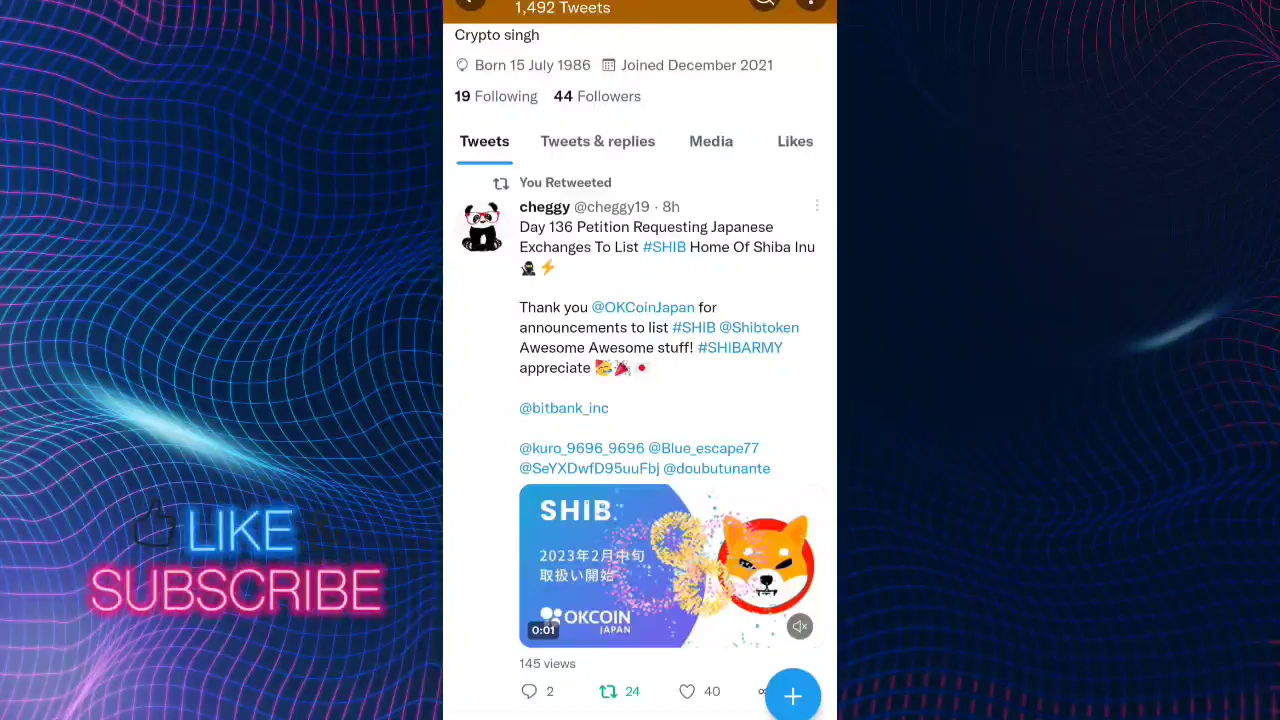 1,492 Tweets
Crypto singh
Born 15 July 1986 Joined December 2021
19 Following 44 Followers
Tweets Tweets & replies Media Likes
You Retweeted
cheggy @cheggy19 · 8h
Day 136 Petition Requesting Japanese
Exchanges To List #SHIB Home Of Shiba Inu
🥷⚡
Thank you @OKCoinJapan for
announcements to list #SHIB @Shibtoken
Awesome Awesome stuff! #SHIBARMY
appreciate 🥳🎉🇯🇵
@bitbank_inc
@kuro_9696_9696 @Blue_escape77
@SeYXDwfD95uuFbj @doubutunante
SHIB
2023年2月中旬
取扱い開始
OKCOIN
JAPAN
0:01
145 views
2 24 40
LIKE
SUBSCRIBE